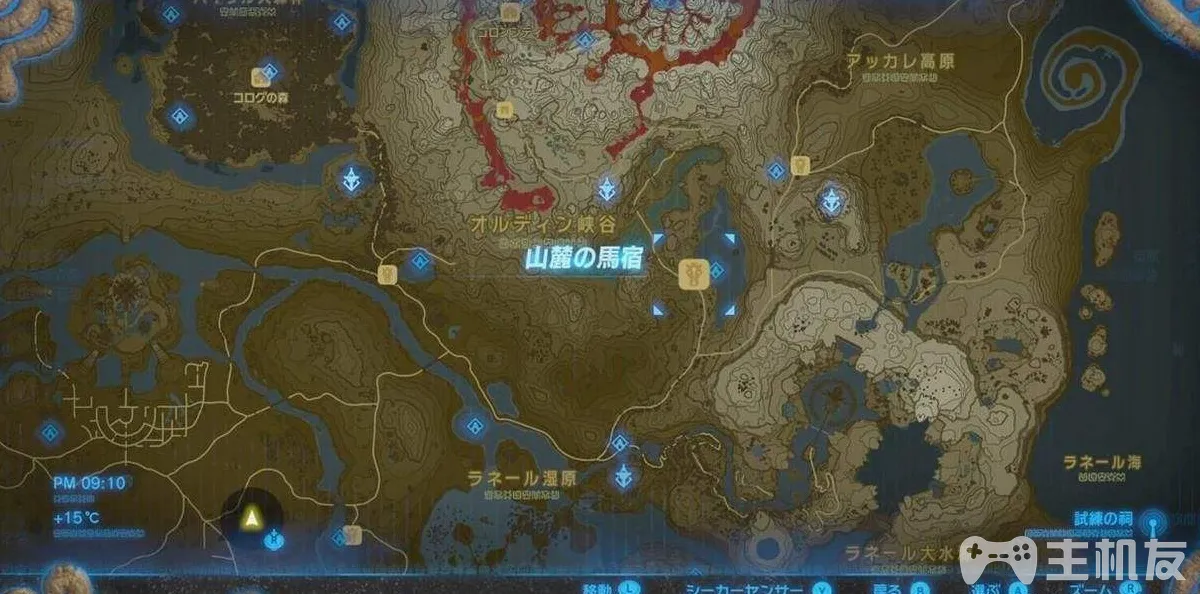 コログの森
アッカレ高原
オルディン峡谷
山麓の馬宿
ラネール湿原
ラネール海
PM 09:10
+15℃
試練の祠
ラネール大水
主机友
移動 L
シーカーセンサー Y
戻る B
選ぶ A
ズーム R